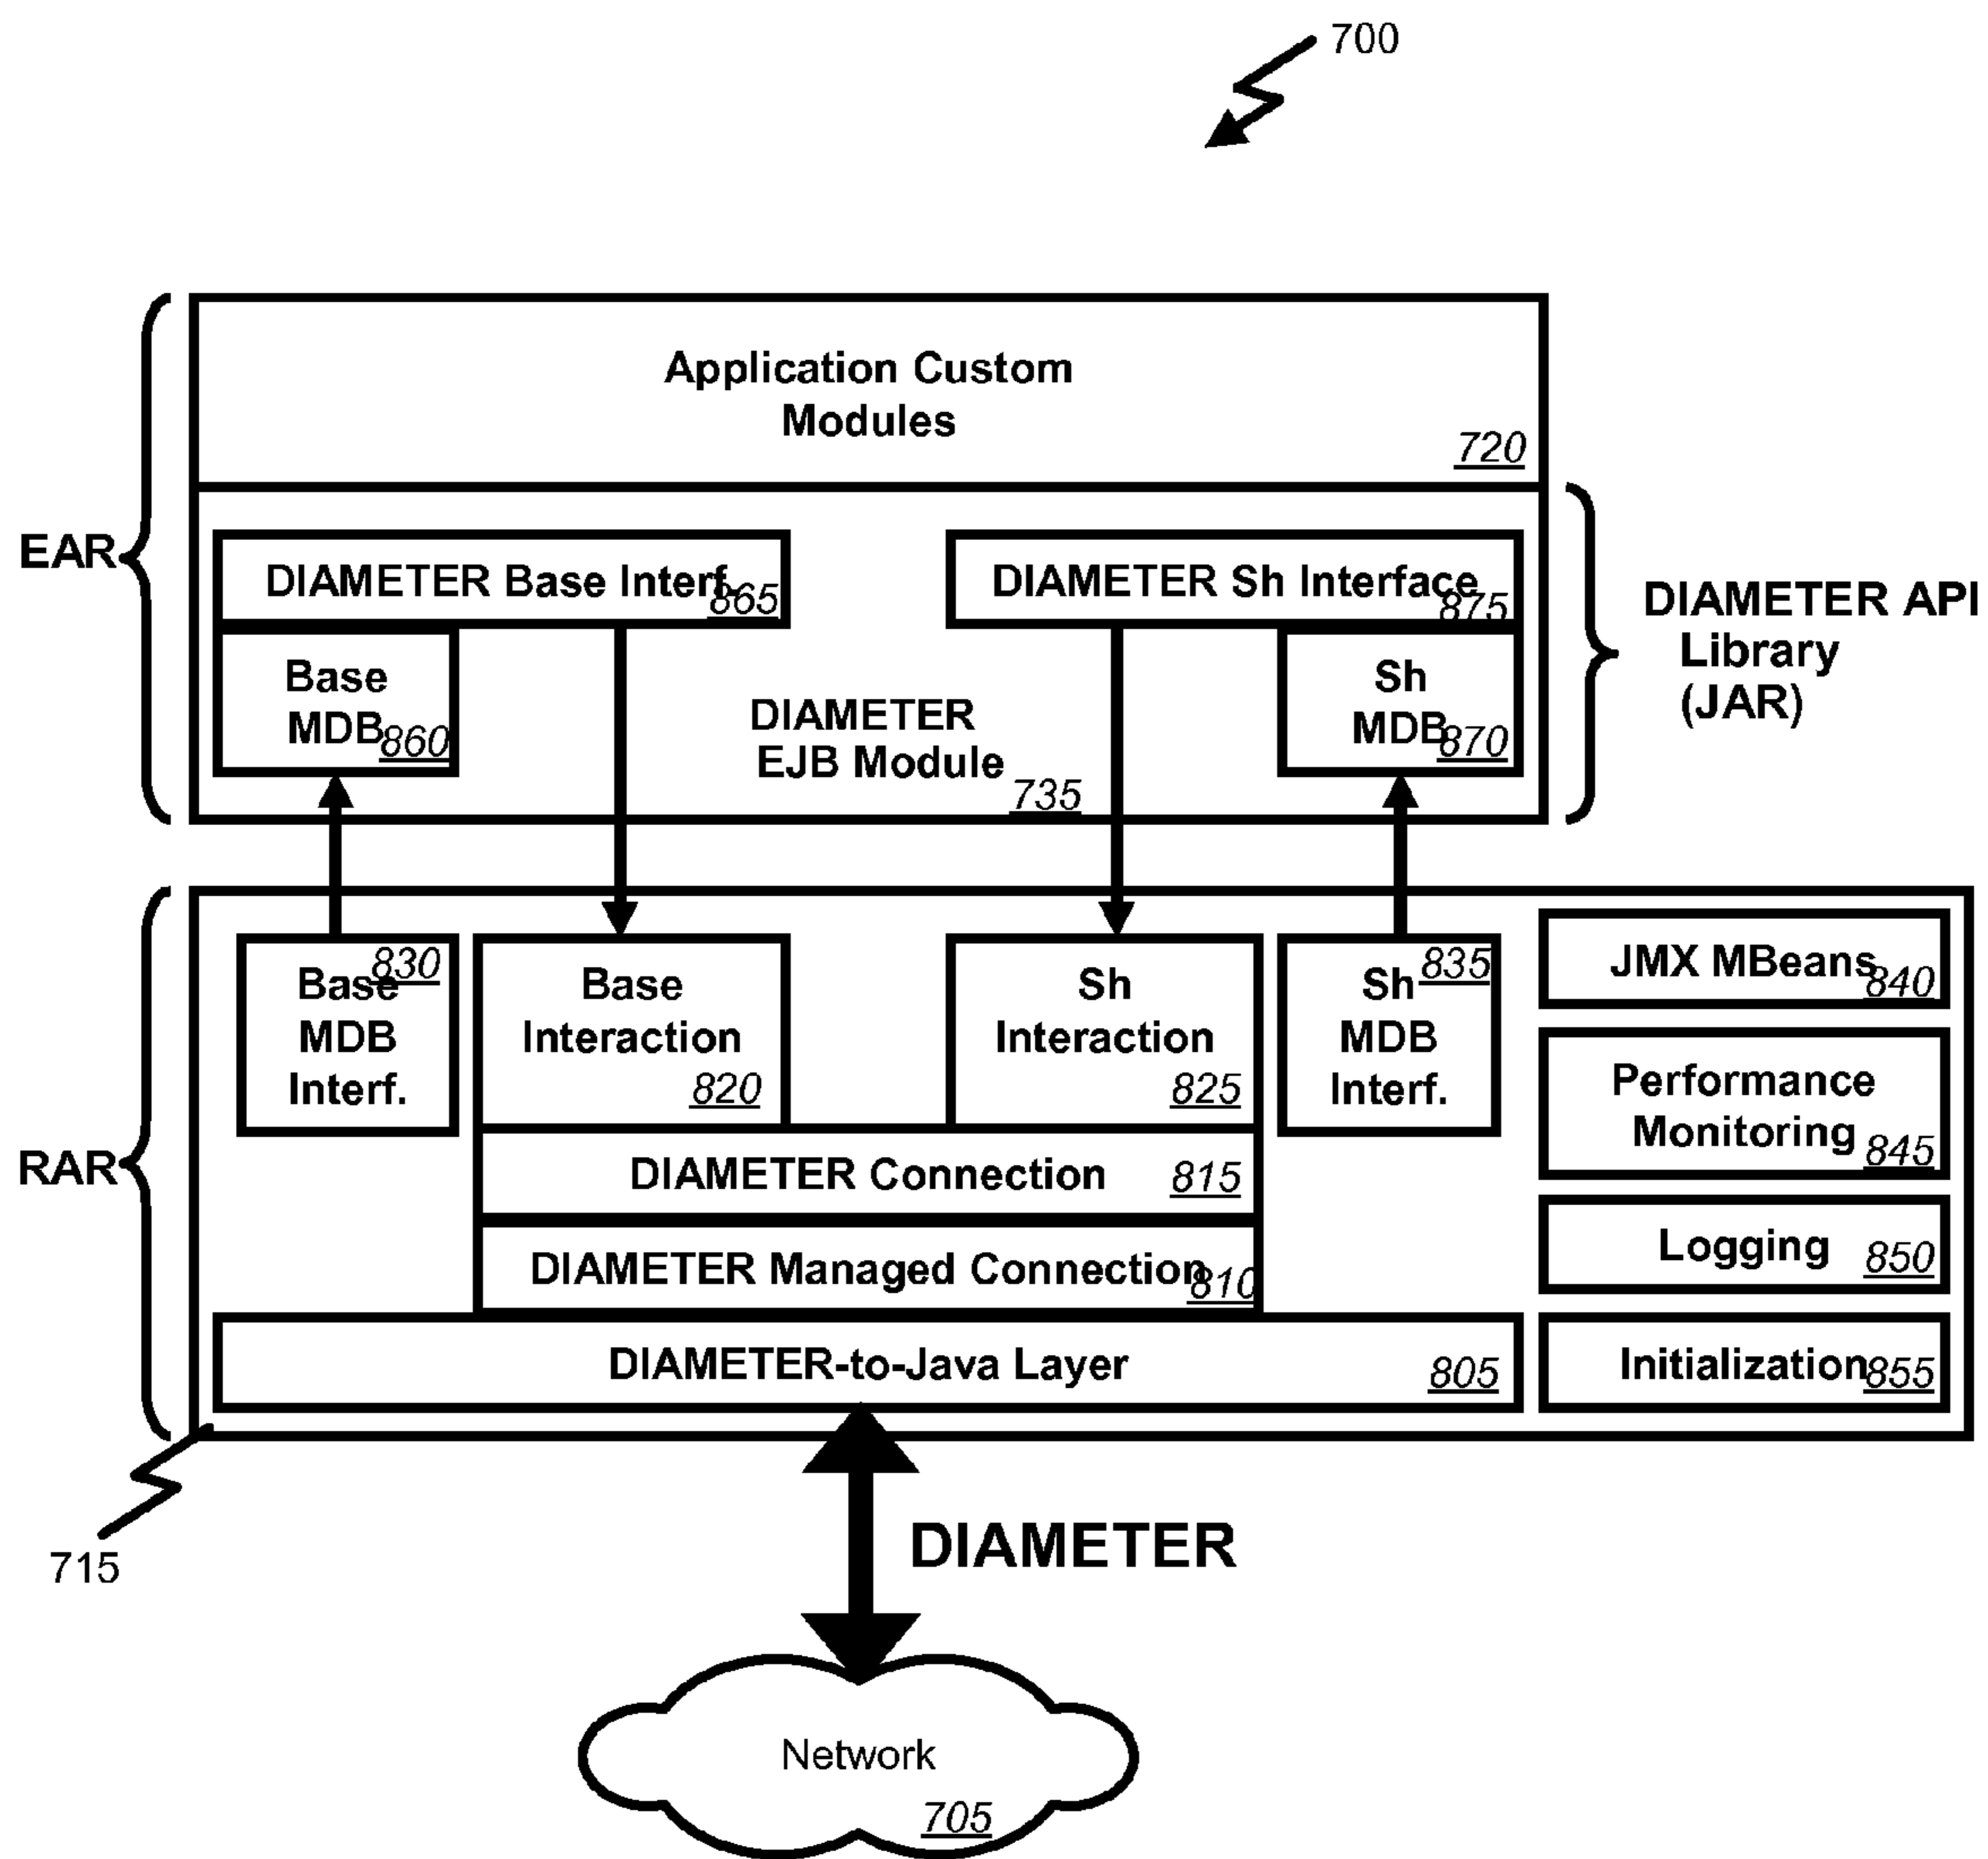 700
Application Custom
Modules
720
EAR
DIAMETER Base Interf.
865
DIAMETER Sh Interface
875
DIAMETER API
Library
(JAR)
Base
MDB
860
DIAMETER
EJB Module
735
Sh
MDB
870
RAR
830
Base
MDB
Interf.
Base
Interaction
820
Sh
Interaction
825
835
Sh
MDB
Interf.
JMX MBeans
840
Performance
Monitoring
845
DIAMETER Connection
815
Logging
850
DIAMETER Managed Connection
810
DIAMETER-to-Java Layer
805
Initialization
855
715
DIAMETER
Network
705